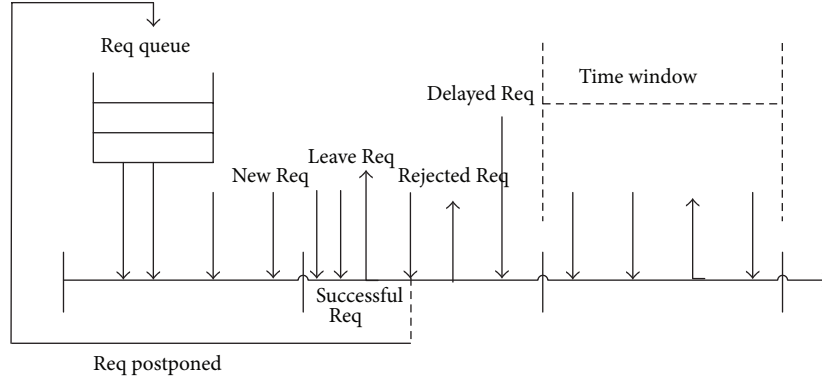 Req queue
Time window
Delayed Req
Leave Req
New Req
Rejected Req
Successful
Req
Req postponed